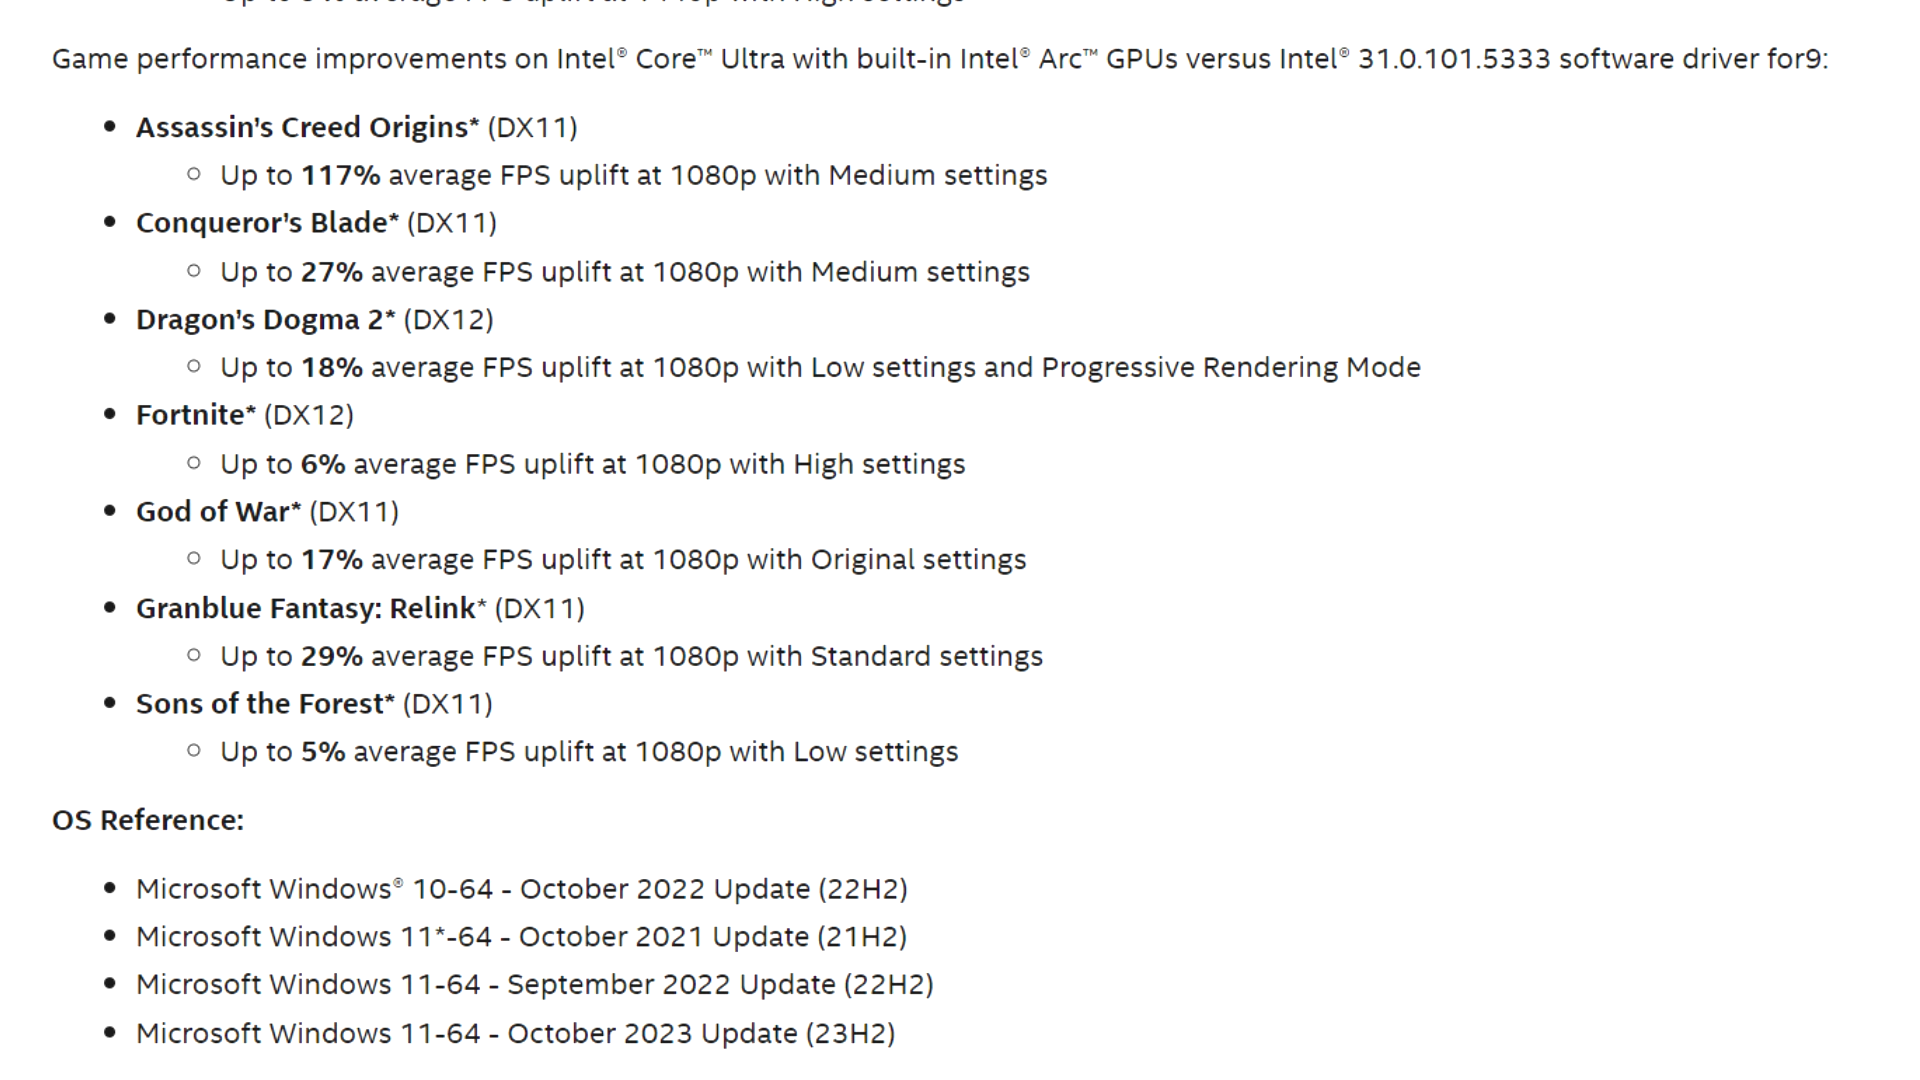 average FPS uplift at 1440p with High settings
Game performance improvements on Intel® Core™ Ultra with built-in Intel® Arc™ GPUs versus Intel® 31.0.101.5333 software driver for9:
• Assassin’s Creed Origins* (DX11)
○ Up to 117% average FPS uplift at 1080p with Medium settings
• Conqueror’s Blade* (DX11)
○ Up to 27% average FPS uplift at 1080p with Medium settings
• Dragon’s Dogma 2* (DX12)
○ Up to 18% average FPS uplift at 1080p with Low settings and Progressive Rendering Mode
• Fortnite* (DX12)
○ Up to 6% average FPS uplift at 1080p with High settings
• God of War* (DX11)
○ Up to 17% average FPS uplift at 1080p with Original settings
• Granblue Fantasy: Relink* (DX11)
○ Up to 29% average FPS uplift at 1080p with Standard settings
• Sons of the Forest* (DX11)
○ Up to 5% average FPS uplift at 1080p with Low settings
OS Reference:
• Microsoft Windows® 10-64 - October 2022 Update (22H2)
• Microsoft Windows 11*-64 - October 2021 Update (21H2)
• Microsoft Windows 11-64 - September 2022 Update (22H2)
• Microsoft Windows 11-64 - October 2023 Update (23H2)